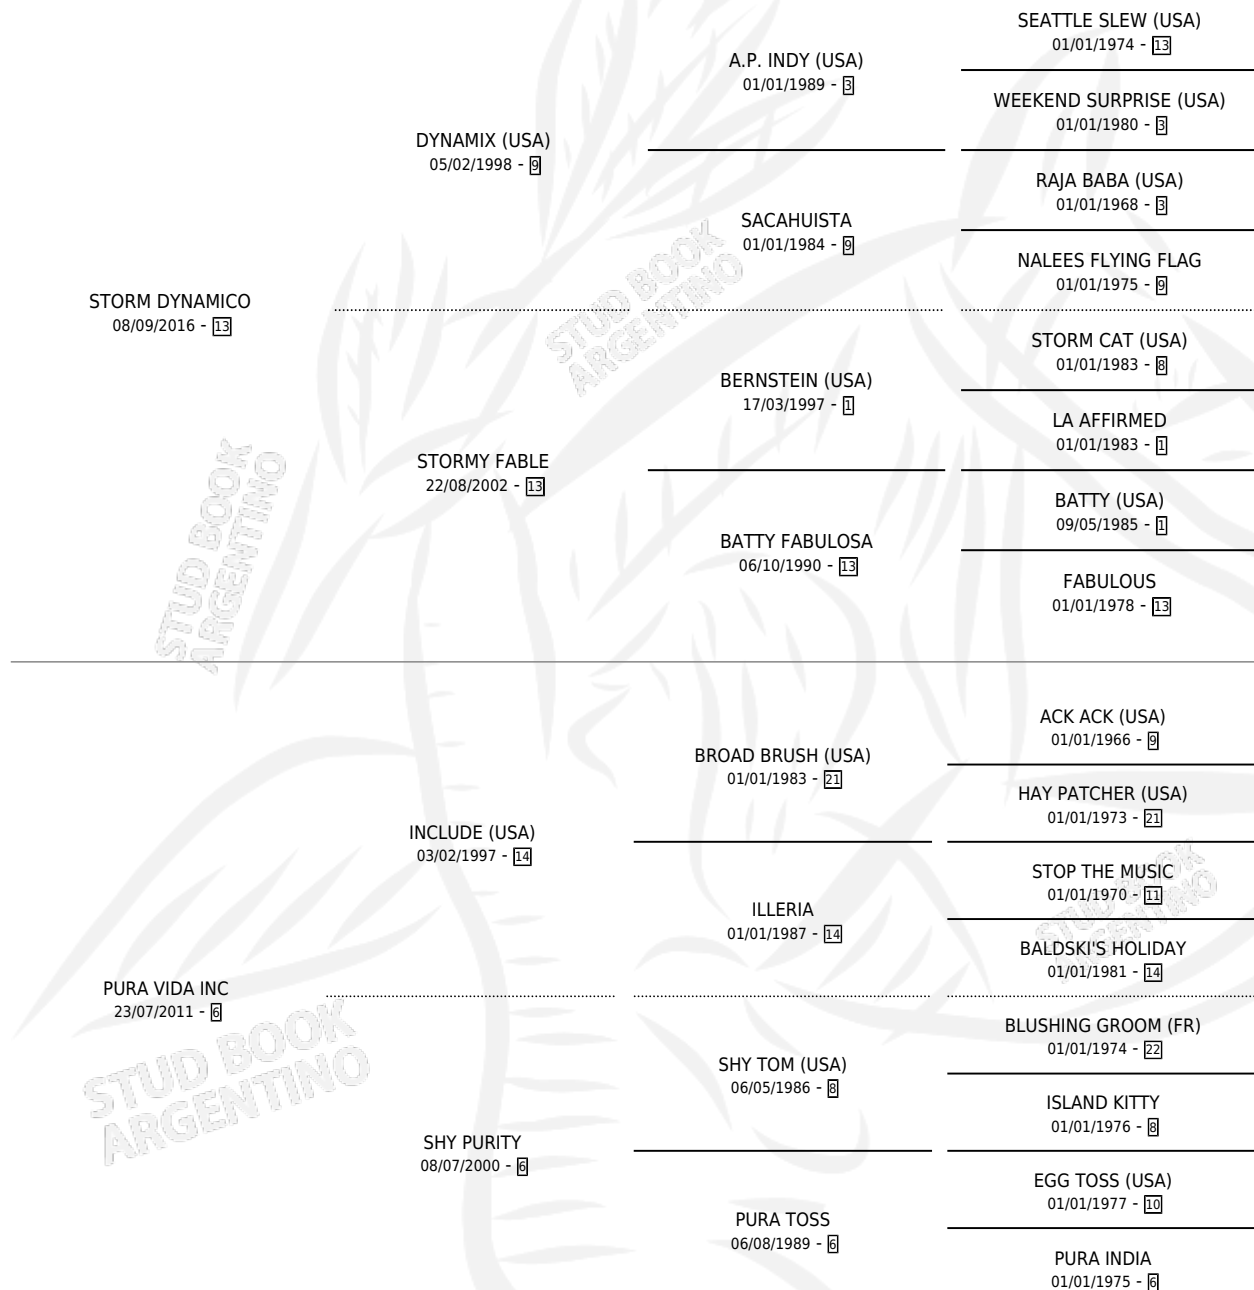 SEATTLE SLEW (USA)
01/01/1974 - 13
A.P. INDY (USA)
01/01/1989 - 3
WEEKEND SURPRISE (USA)
01/01/1980 - 3
DYNAMIX (USA)
05/02/1998 - 9
RAJA BABA (USA)
01/01/1968 - 3
SACAHUISTA
01/01/1984 - 9
NALEES FLYING FLAG
01/01/1975 - 9
STORM DYNAMICO
08/09/2016 - 13
STUD BOOK
ARGENTINO
STORM CAT (USA)
01/01/1983 - 8
BERNSTEIN (USA)
17/03/1997 - 1
LA AFFIRMED
01/01/1983 - 1
STORMY FABLE
22/08/2002 - 13
BATTY (USA)
09/05/1985 - 1
BATTY FABULOSA
06/10/1990 - 13
FABULOUS
01/01/1978 - 13
STUD BOOK
ARGENTINO
ACK ACK (USA)
01/01/1966 - 9
BROAD BRUSH (USA)
01/01/1983 - 21
HAY PATCHER (USA)
01/01/1973 - 21
INCLUDE (USA)
03/02/1997 - 14
STOP THE MUSIC
01/01/1970 - 11
ILLERIA
01/01/1987 - 14
BALDSKI'S HOLIDAY
01/01/1981 - 14
STUD BOOK
ARGENTINO
PURA VIDA INC
23/07/2011 - 6
BLUSHING GROOM (FR)
01/01/1974 - 22
SHY TOM (USA)
06/05/1986 - 8
ISLAND KITTY
01/01/1976 - 8
STUD BOOK
ARGENTINO
SHY PURITY
08/07/2000 - 6
EGG TOSS (USA)
01/01/1977 - 10
PURA TOSS
06/08/1989 - 6
PURA INDIA
01/01/1975 - 6